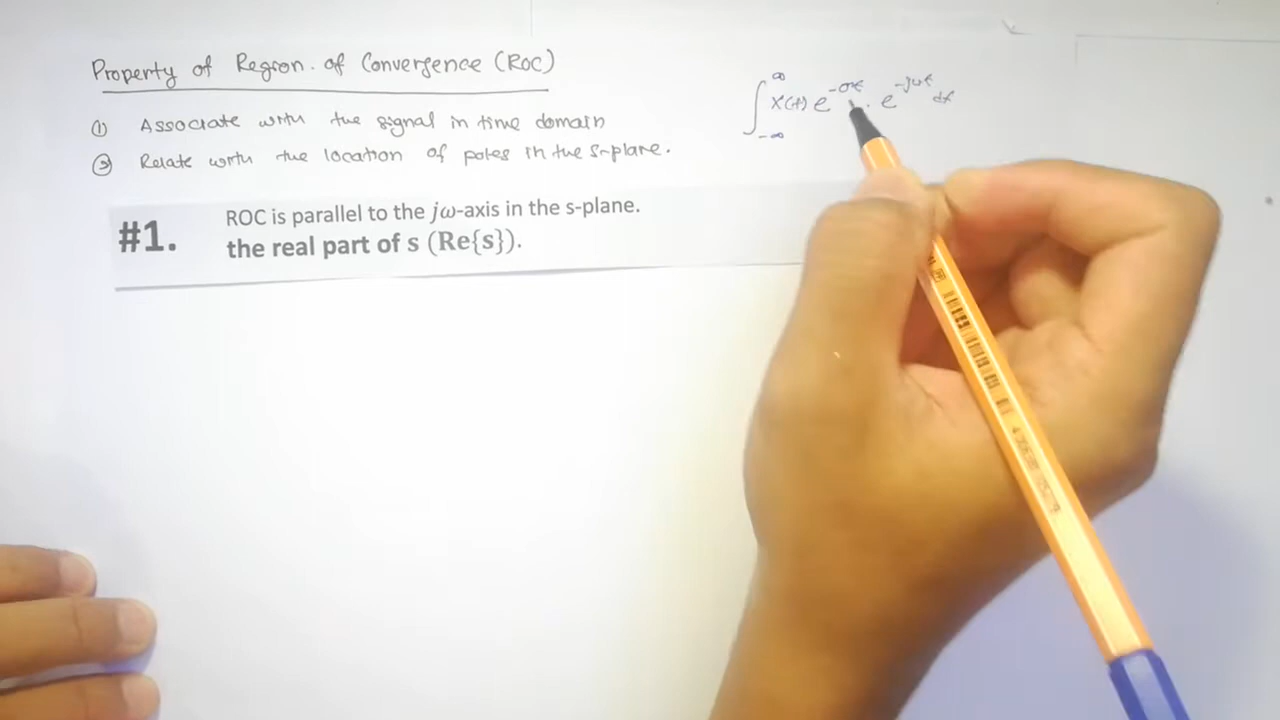 Property of Region. of Convergence (ROC)
① Associate with the signal in time domain
② Relate with the location of poles in the s-plane.
∫_{-∞}^{∞} x(t) e^{-σt} . e^{-jωt} dt
#1. ROC is parallel to the jω-axis in the s-plane.
the real part of s (Re{s}).